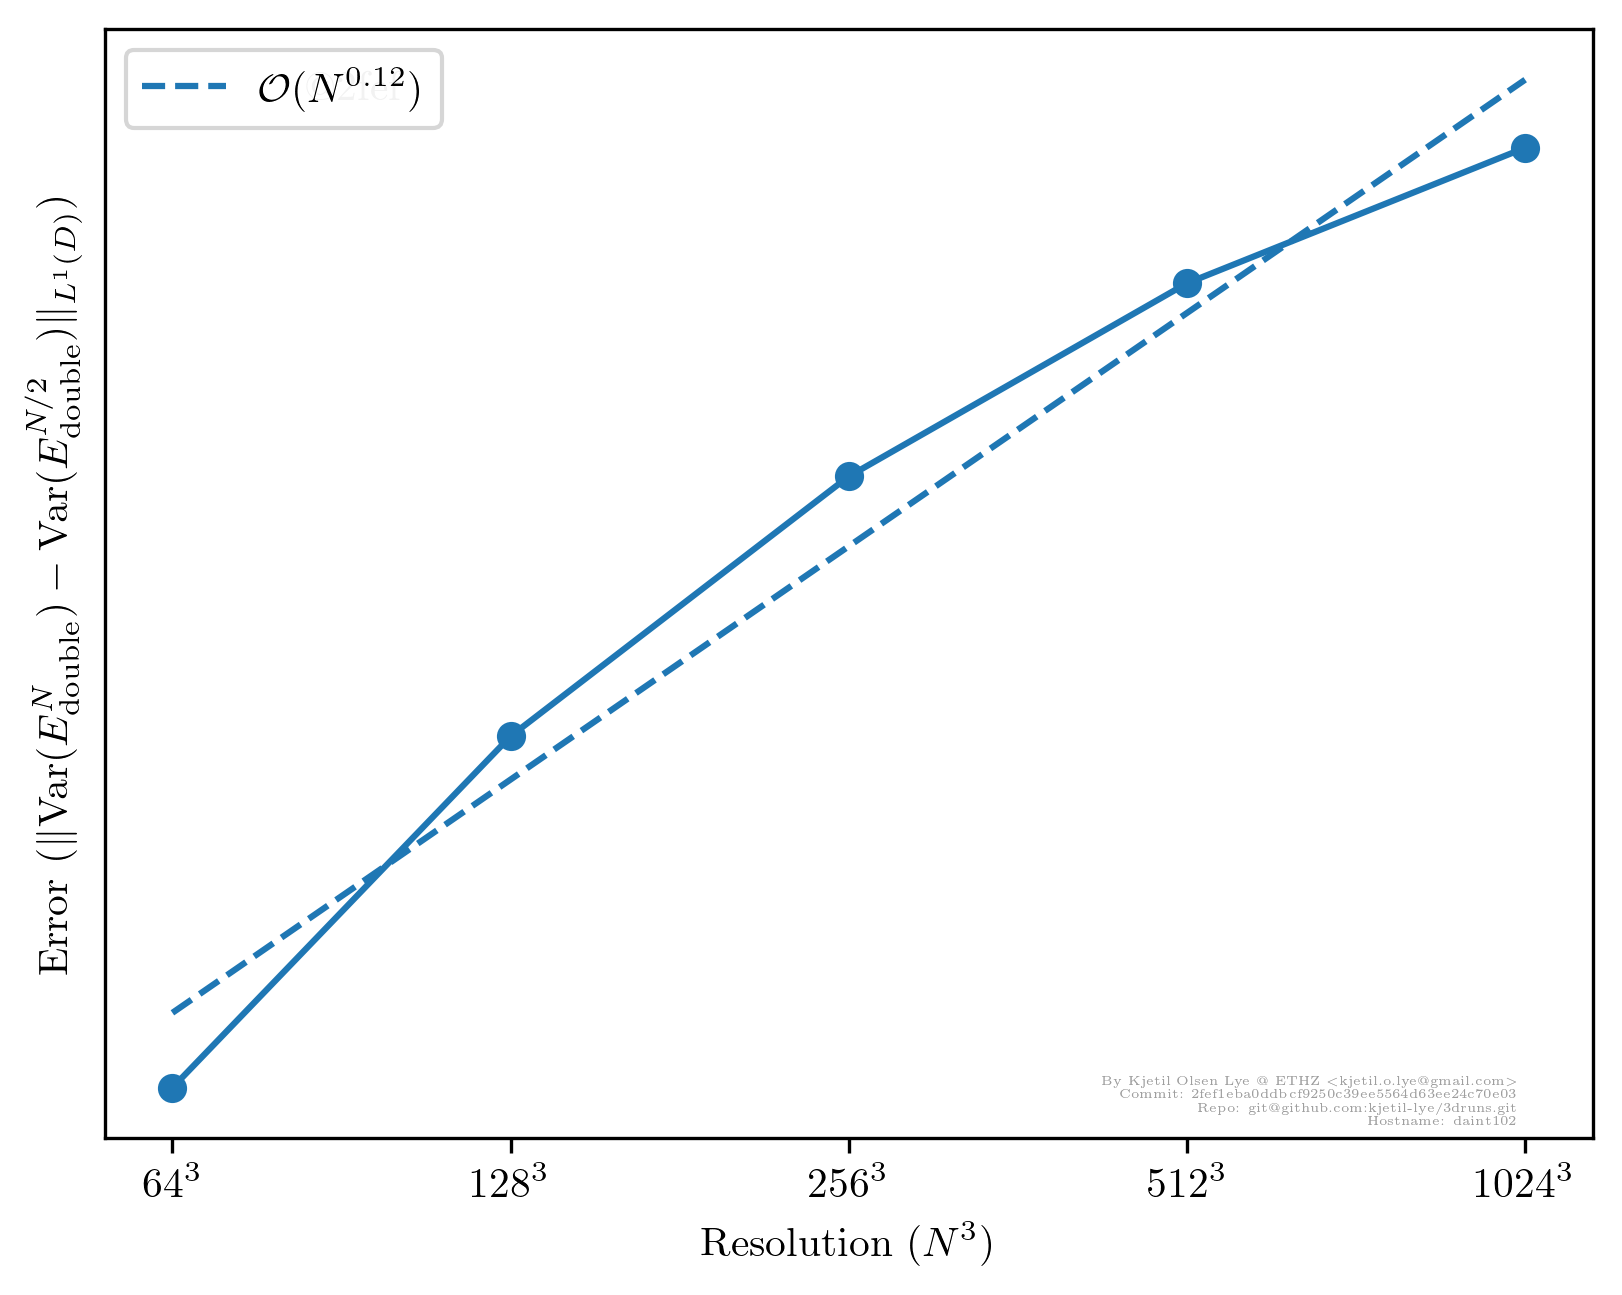 𝒪(N^0.12)
Error (‖Var(E^N_double) − Var(E^{N/2}_double)‖_{L^1(D)})
By Kjetil Olsen Lye @ ETHZ <kjetil.o.lye@gmail.com>
Commit: 2fef1eba0ddbcf9250c39ee5564d63ee24c70e03
Repo: git@github.com:kjetil-lye/3druns.git
Hostname: daint102
64³ 128³ 256³ 512³ 1024³
Resolution (N³)